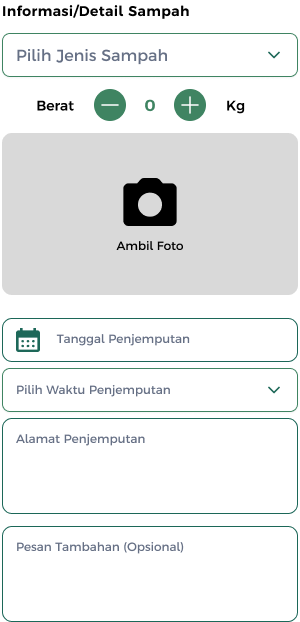 Informasi/Detail Sampah
Pilih Jenis Sampah
Berat 0 Kg
Ambil Foto
Tanggal Penjemputan
Pilih Waktu Penjemputan
Alamat Penjemputan
Pesan Tambahan (Opsional)